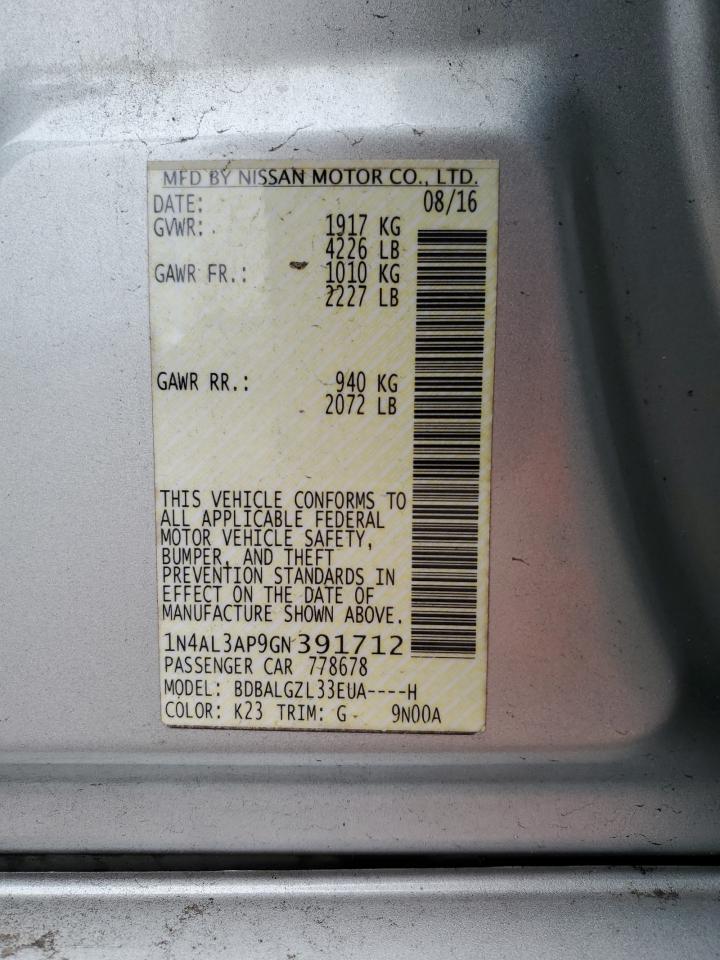 MFD BY NISSAN MOTOR CO., LTD.
DATE: 08/16
GVWR: 1917 KG
4226 LB
GAWR FR.: 1010 KG
2227 LB
GAWR RR.: 940 KG
2072 LB
THIS VEHICLE CONFORMS TO
ALL APPLICABLE FEDERAL
MOTOR VEHICLE SAFETY,
BUMPER, AND THEFT
PREVENTION STANDARDS IN
EFFECT ON THE DATE OF
MANUFACTURE SHOWN ABOVE.
1N4AL3AP9GN391712
PASSENGER CAR 778678
MODEL: BDBALGZL33EUA----H
COLOR: K23 TRIM: G 9N00A